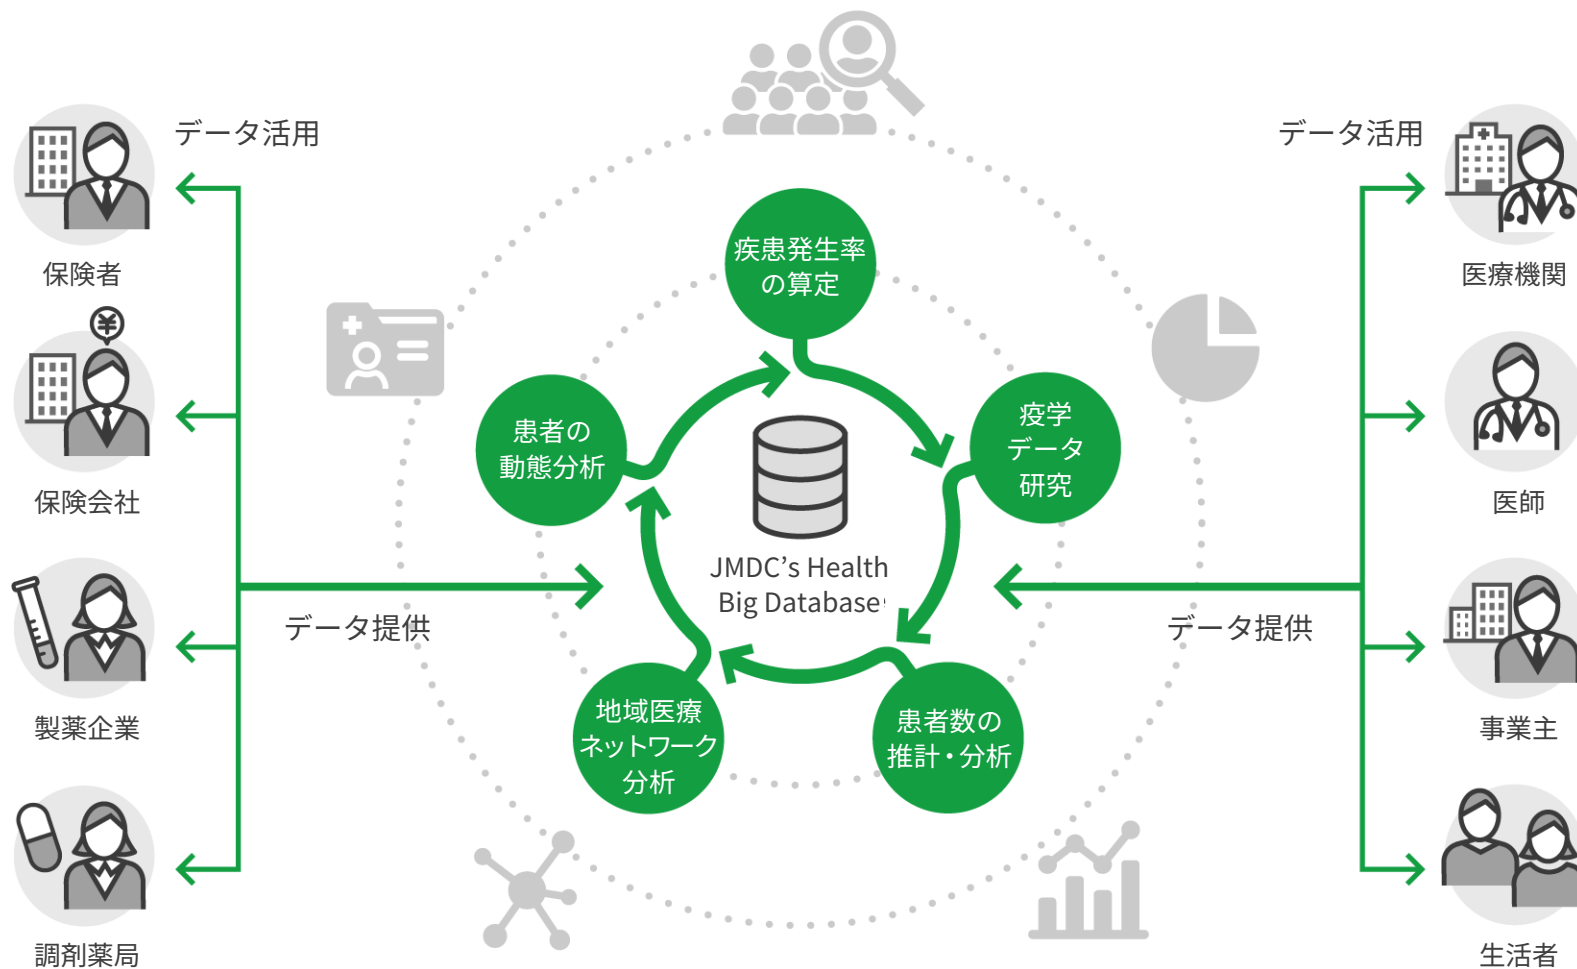 データ活用
保険者
保険会社
製薬企業
調剤薬局
データ提供
疾患発生率
の算定
疫学
データ
研究
患者数の
推計・分析
地域医療
ネットワーク
分析
患者の
動態分析
¥
JMDC's Health
Big Database
データ活用
医療機関
医師
事業主
生活者
データ提供